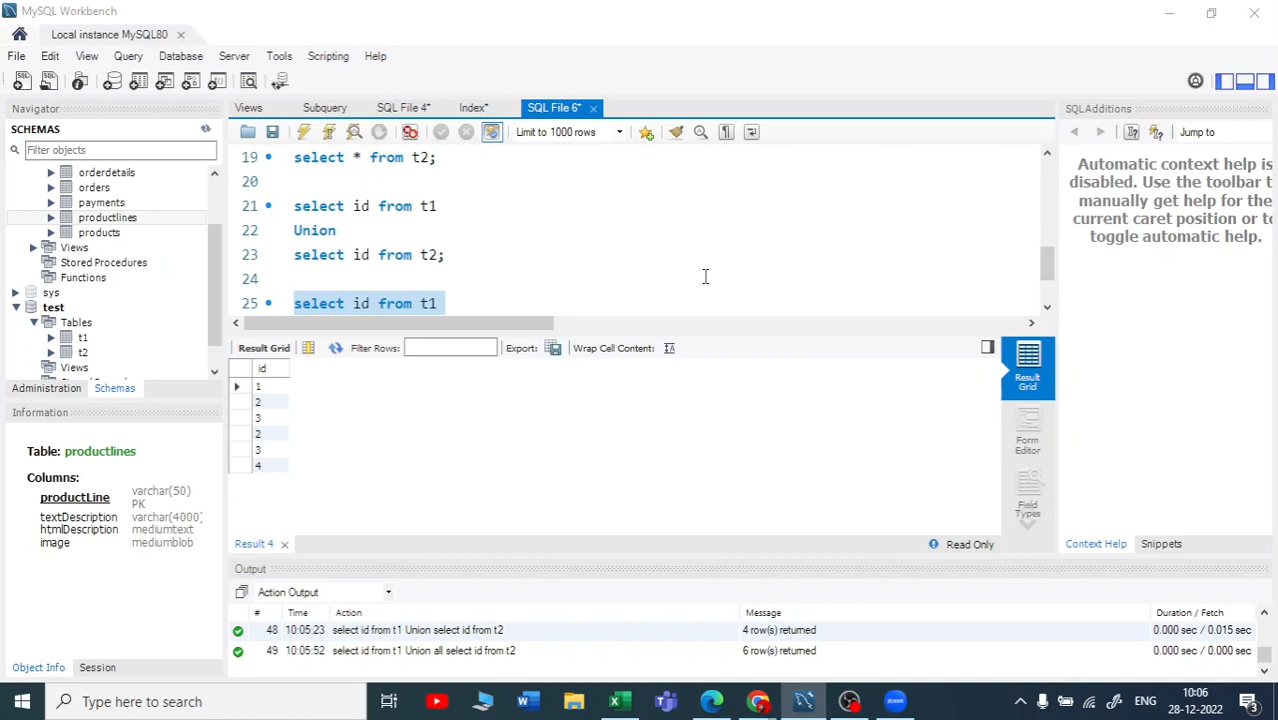 MySQL Workbench
Local instance MySQL80
File Edit View Query Database Server Tools Scripting Help
Navigator
SCHEMAS
Filter objects
orderdetails
orders
payments
productlines
products
Views
Stored Procedures
Functions
sys
test
Tables
t1
t2
Views
Administration Schemas
Information
Table: productlines
Columns:
productLine varchar(50)
PK
textDescription varchar(4000)
htmlDescription mediumtext
image mediumblob
Object Info Session
Views Subquery SQL File 4* Index* SQL File 6*
Limit to 1000 rows
19 select * from t2;
20
21 select id from t1
22 Union
23 select id from t2;
24
25 select id from t1
Result Grid Filter Rows: Export: Wrap Cell Content:
id
1
2
3
2
3
4
Result Grid
Form Editor
Field Types
Result 4 Read Only
Output
Action Output
# Time Action Message Duration / Fetch
48 10:05:23 select id from t1 Union select id from t2 4 row(s) returned 0.000 sec / 0.015 sec
49 10:05:52 select id from t1 Union all select id from t2 6 row(s) returned 0.000 sec / 0.000 sec
SQLAdditions
Jump to
Automatic context help is
disabled. Use the toolbar t
manually get help for the
current caret position or to
toggle automatic help.
Context Help Snippets
Type here to search
ENG
10:06
28-12-2022
3